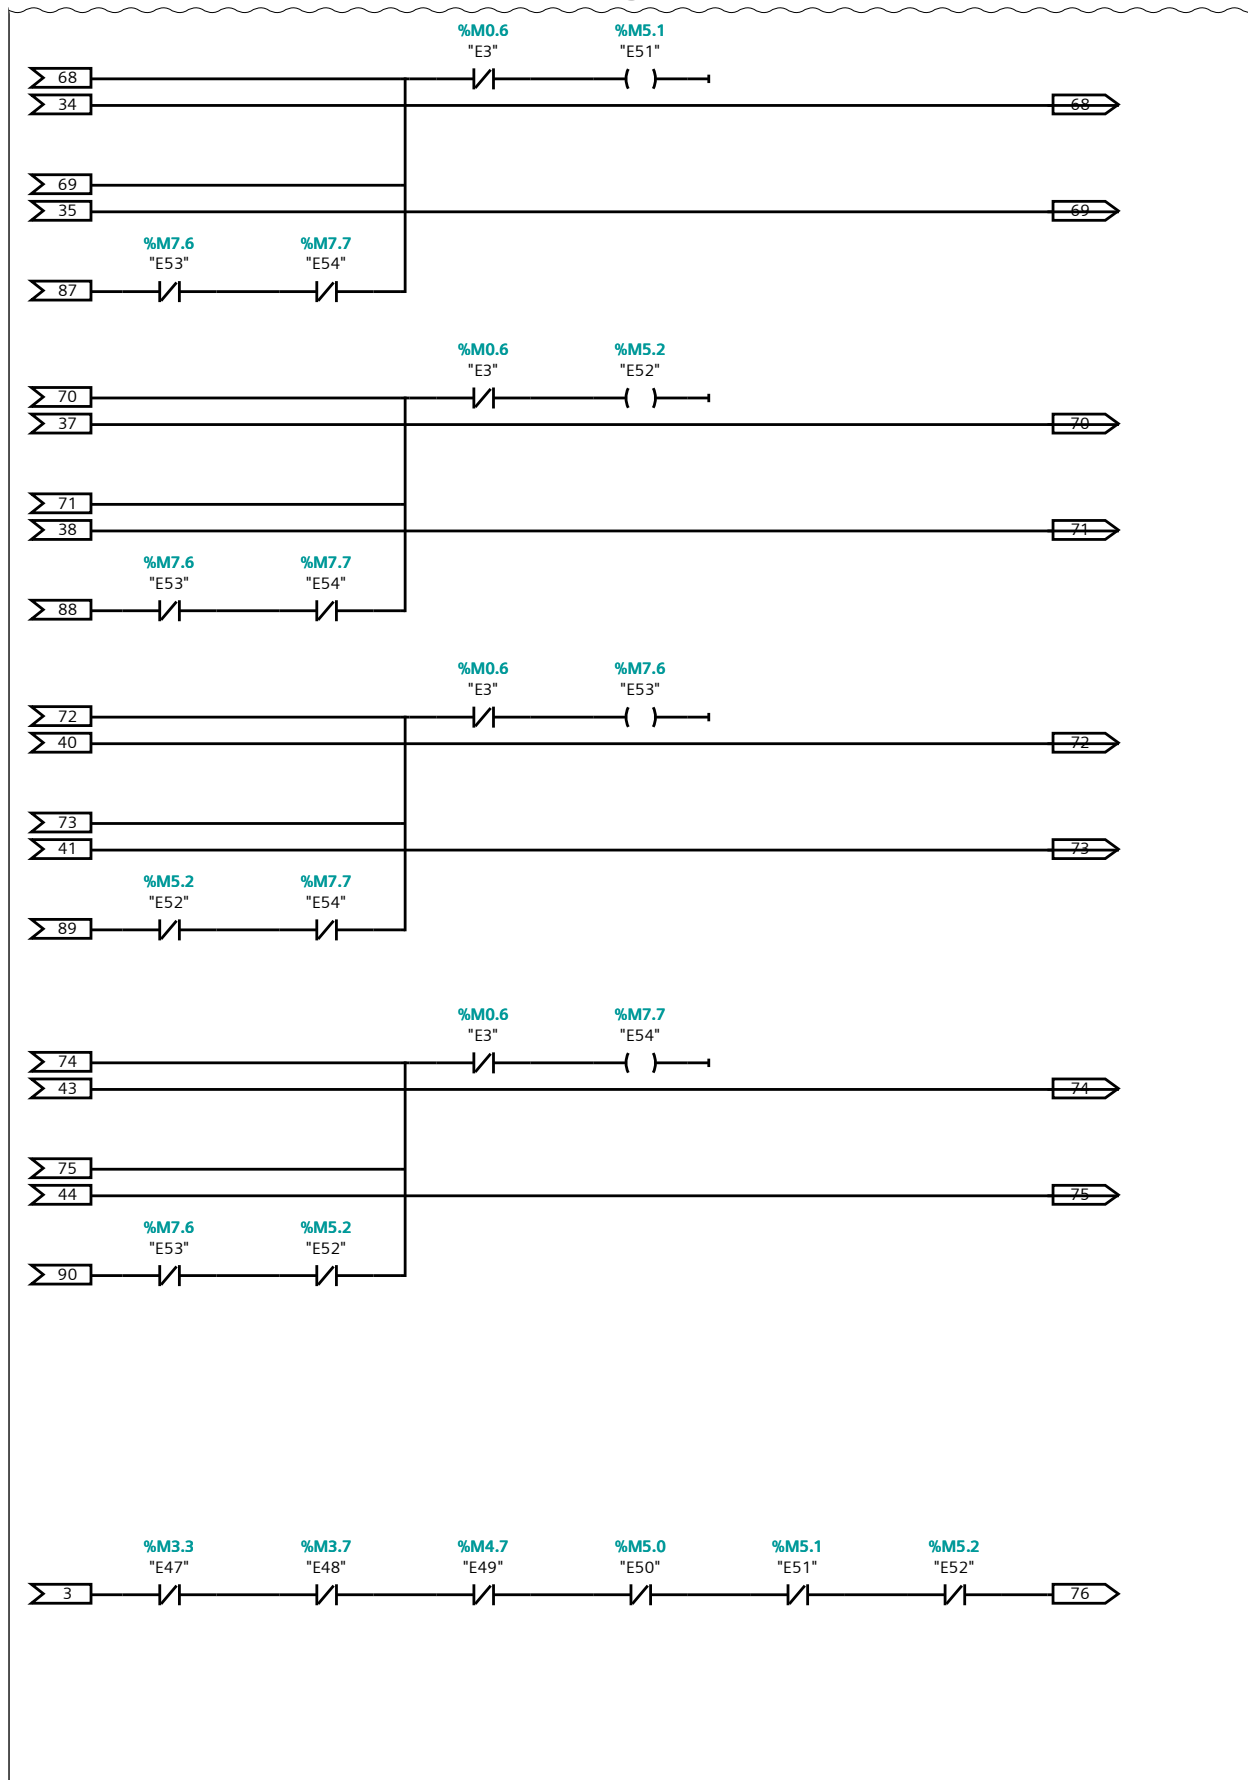 %M0.6 %M5.1
"E3" "E51"
68
34 68
69
35 69
%M7.6 %M7.7
"E53" "E54"
87
%M0.6 %M5.2
"E3" "E52"
70
37 70
71
38 71
%M7.6 %M7.7
"E53" "E54"
88
%M0.6 %M7.6
"E3" "E53"
72
40 72
73
41 73
%M5.2 %M7.7
"E52" "E54"
89
%M0.6 %M7.7
"E3" "E54"
74
43 74
75
44 75
%M7.6 %M5.2
"E53" "E52"
90
%M3.3 %M3.7 %M4.7 %M5.0 %M5.1 %M5.2
"E47" "E48" "E49" "E50" "E51" "E52"
3 76